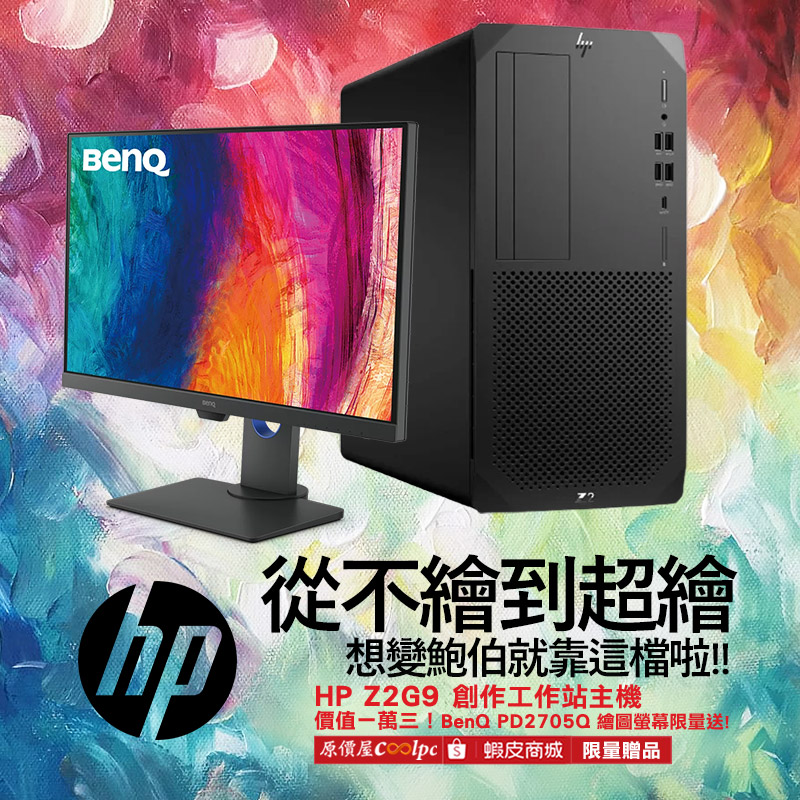 hp
BenQ
BenQ
Z2
hp
從不繪到超繪
想變鮑伯就靠這檔啦!!
HP Z2G9 創作工作站主機
價值一萬三！BenQ PD2705Q 繪圖螢幕限量送!
原價屋coolpc S 蝦皮商城 限量贈品